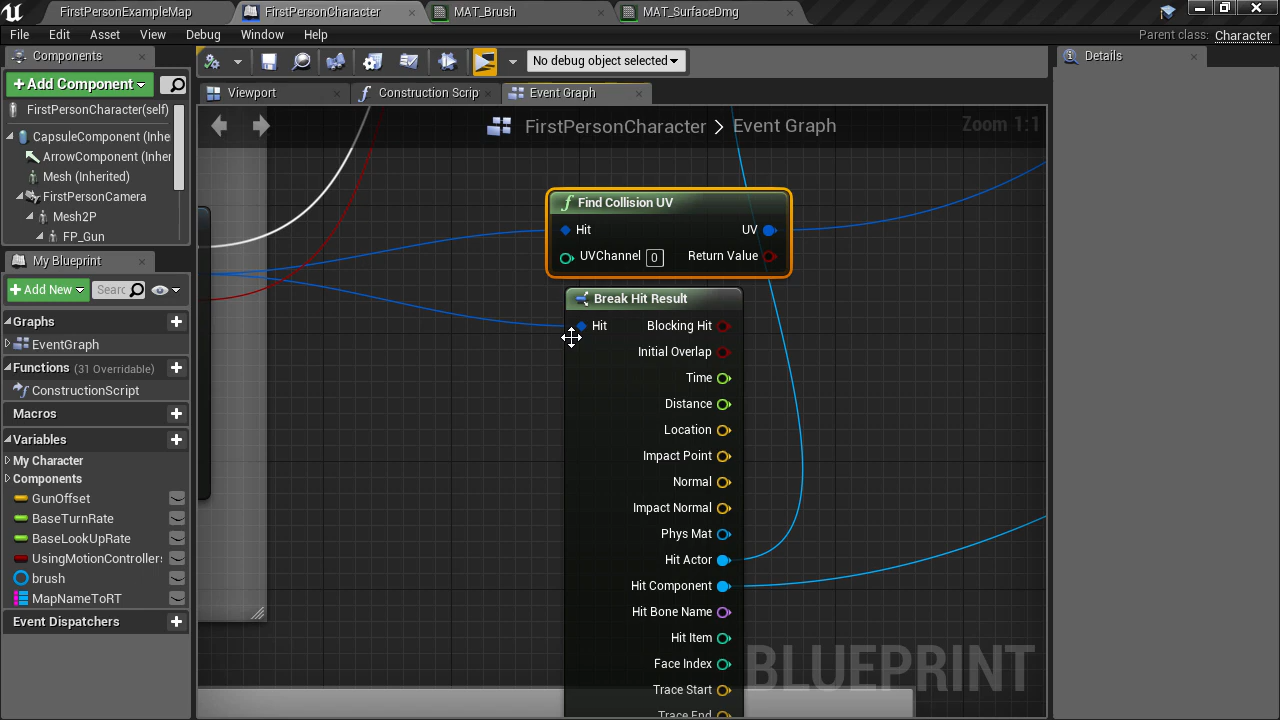 FirstPersonExampleMap
FirstPersonCharacter
MAT_Brush
MAT_SurfaceDmg
File Edit Asset View Debug Window Help
Parent class: Character
Components
+Add Component
FirstPersonCharacter(self)
CapsuleComponent (Inhe
ArrowComponent (Inher
Mesh (Inherited)
FirstPersonCamera
Mesh2P
FP_Gun
My Blueprint
+Add New
Searc
Graphs
EventGraph
Functions (31 Overridable)
ConstructionScript
Macros
Variables
My Character
Components
GunOffset
BaseTurnRate
BaseLookUpRate
UsingMotionControllers
brush
MapNameToRT
Event Dispatchers
No debug object selected
Viewport
Construction Scrip
Event Graph
FirstPersonCharacter > Event Graph
Zoom 1:1
f Find Collision UV
Hit
UV
UVChannel 0
Return Value
Break Hit Result
Hit
Blocking Hit
Initial Overlap
Time
Distance
Location
Impact Point
Normal
Impact Normal
Phys Mat
Hit Actor
Hit Component
Hit Bone Name
Hit Item
Face Index
Trace Start
Trace End
BLUEPRINT
Details